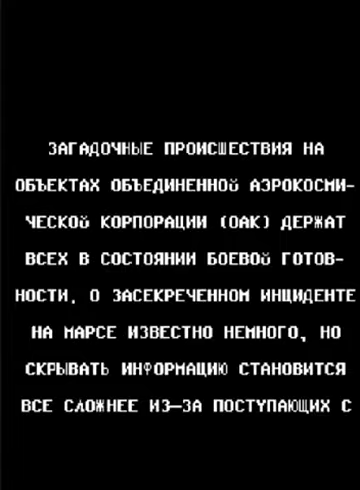 ЗАГАДОЧНЫЕ ПРОИСШЕСТВИЯ НА
ОБЪЕКТАХ ОБЪЕДИНЕННОЙ АЭРОКОСМИ-
ЧЕСКОЙ КОРПОРАЦИИ (ОАК) ДЕРЖАТ
ВСЕХ В СОСТОЯНИИ БОЕВОЙ ГОТОВ-
НОСТИ. О ЗАСЕКРЕЧЕННОМ ИНЦИДЕНТЕ
НА МАРСЕ ИЗВЕСТНО НЕМНОГО, НО
СКРЫВАТЬ ИНФОРМАЦИЮ СТАНОВИТСЯ
ВСЕ СЛОЖНЕЕ ИЗ-ЗА ПОСТУПАЮЩИХ С